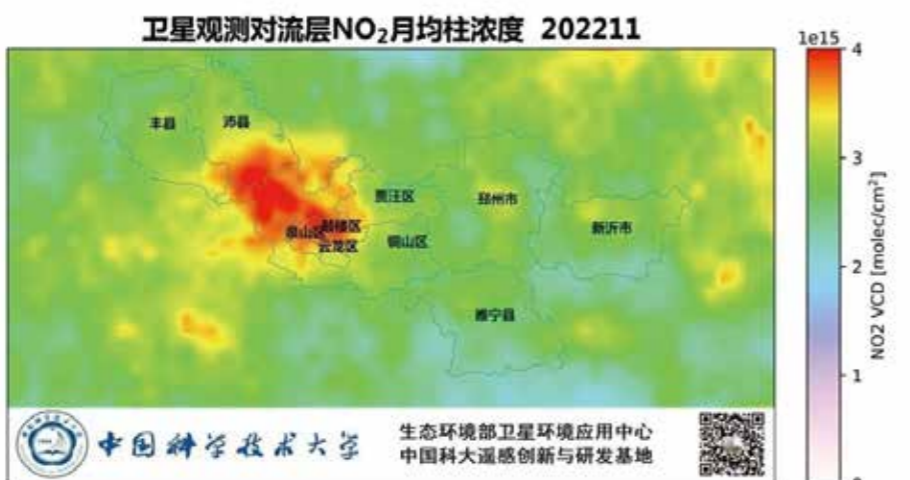 卫星观测对流层NO₂月均柱浓度 202211
1e15
4
3
2
1
NO2 VCD [molec/cm²]
丰县
沛县
贾汪区
邳州市
鼓楼区
泉山区
新沂市
云龙区
铜山区
睢宁县
中国科学技术大学
生态环境部卫星环境应用中心
中国科大遥感创新与研发基地